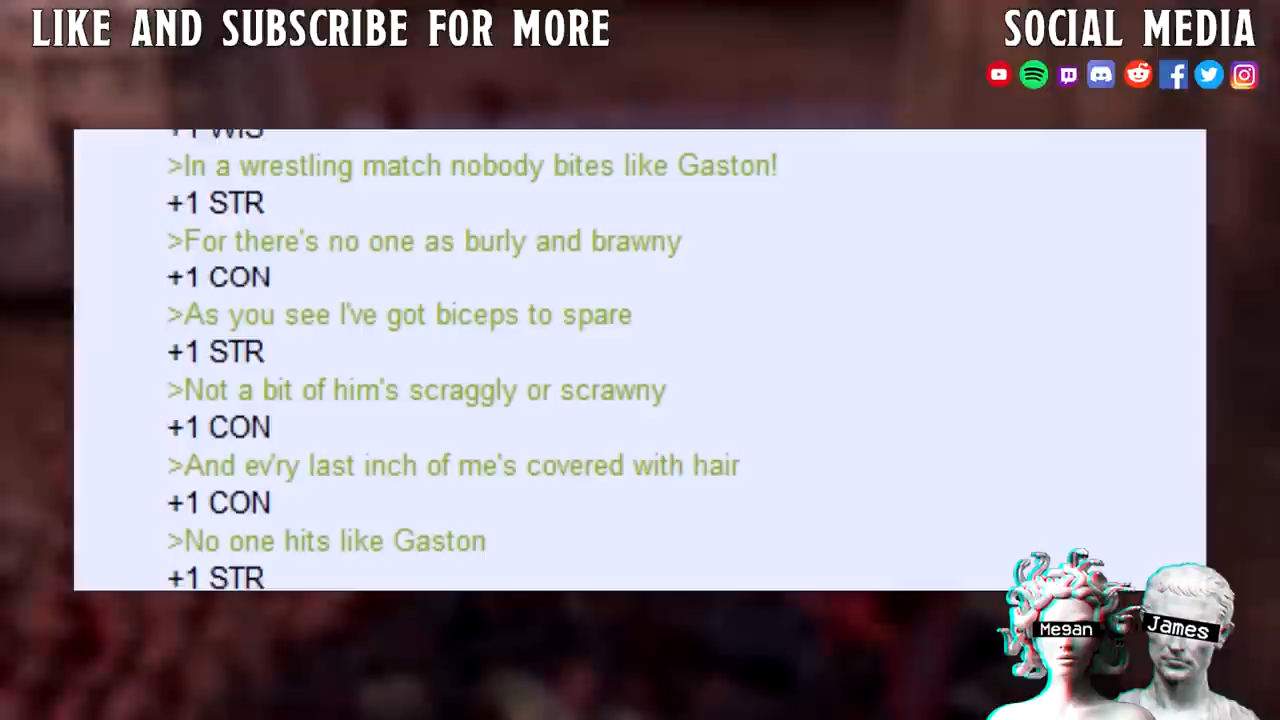 LIKE AND SUBSCRIBE FOR MORE
SOCIAL MEDIA
+1 WIS
>In a wrestling match nobody bites like Gaston!
+1 STR
>For there's no one as burly and brawny
+1 CON
>As you see I've got biceps to spare
+1 STR
>Not a bit of him's scraggly or scrawny
+1 CON
>And ev'ry last inch of me's covered with hair
+1 CON
>No one hits like Gaston
+1 STR
Megan
James